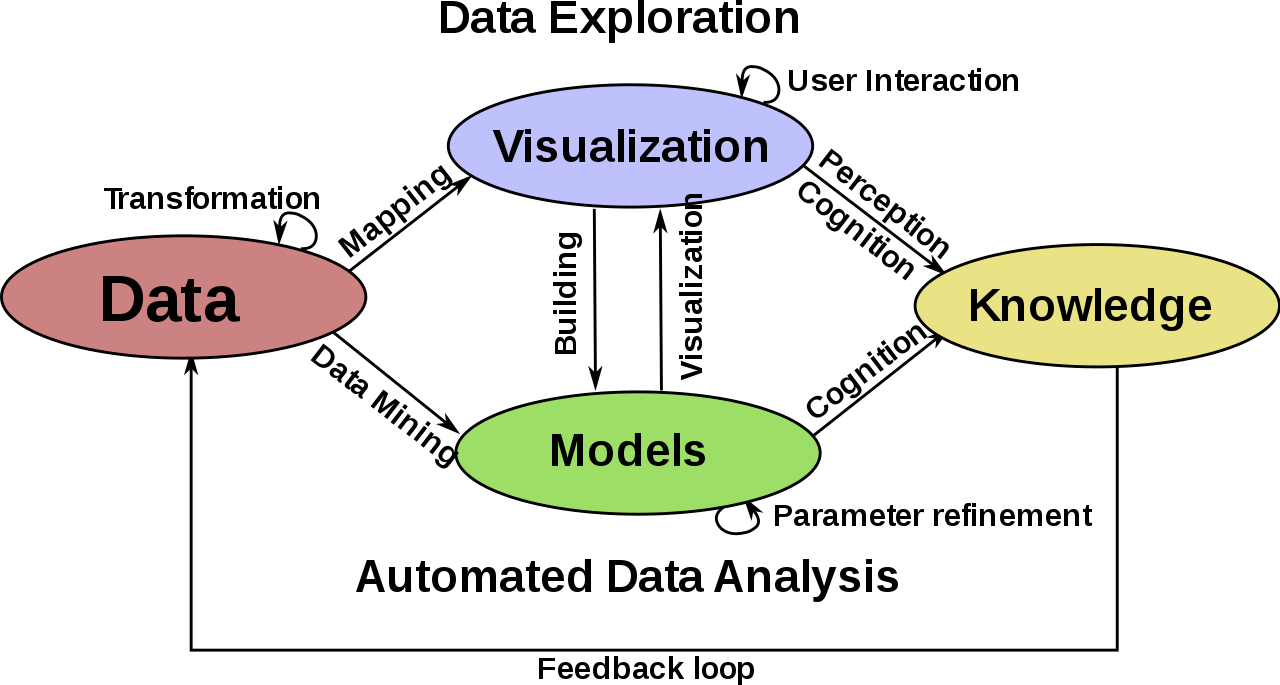 Data Exploration
User Interaction
Visualization
Perception
Cognition
Mapping
Transformation
Data
Building
Visualization
Knowledge
Data Mining
Cognition
Models
Parameter refinement
Automated Data Analysis
Feedback loop